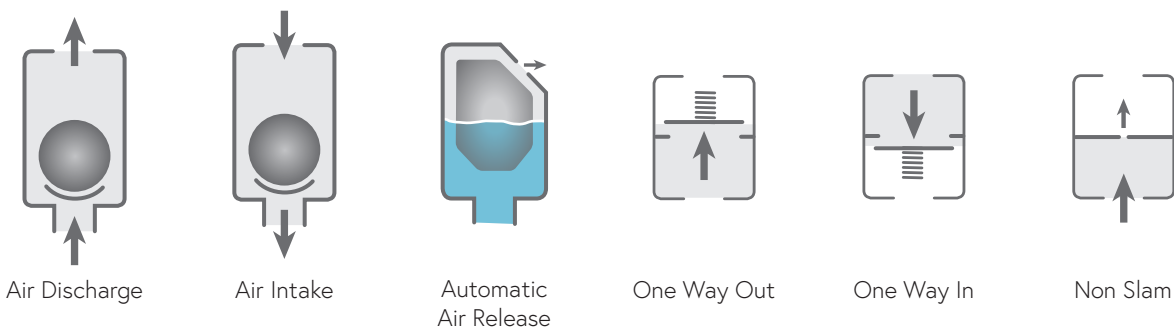 Air Discharge
Air Intake
Automatic
Air Release
One Way Out
One Way In
Non Slam